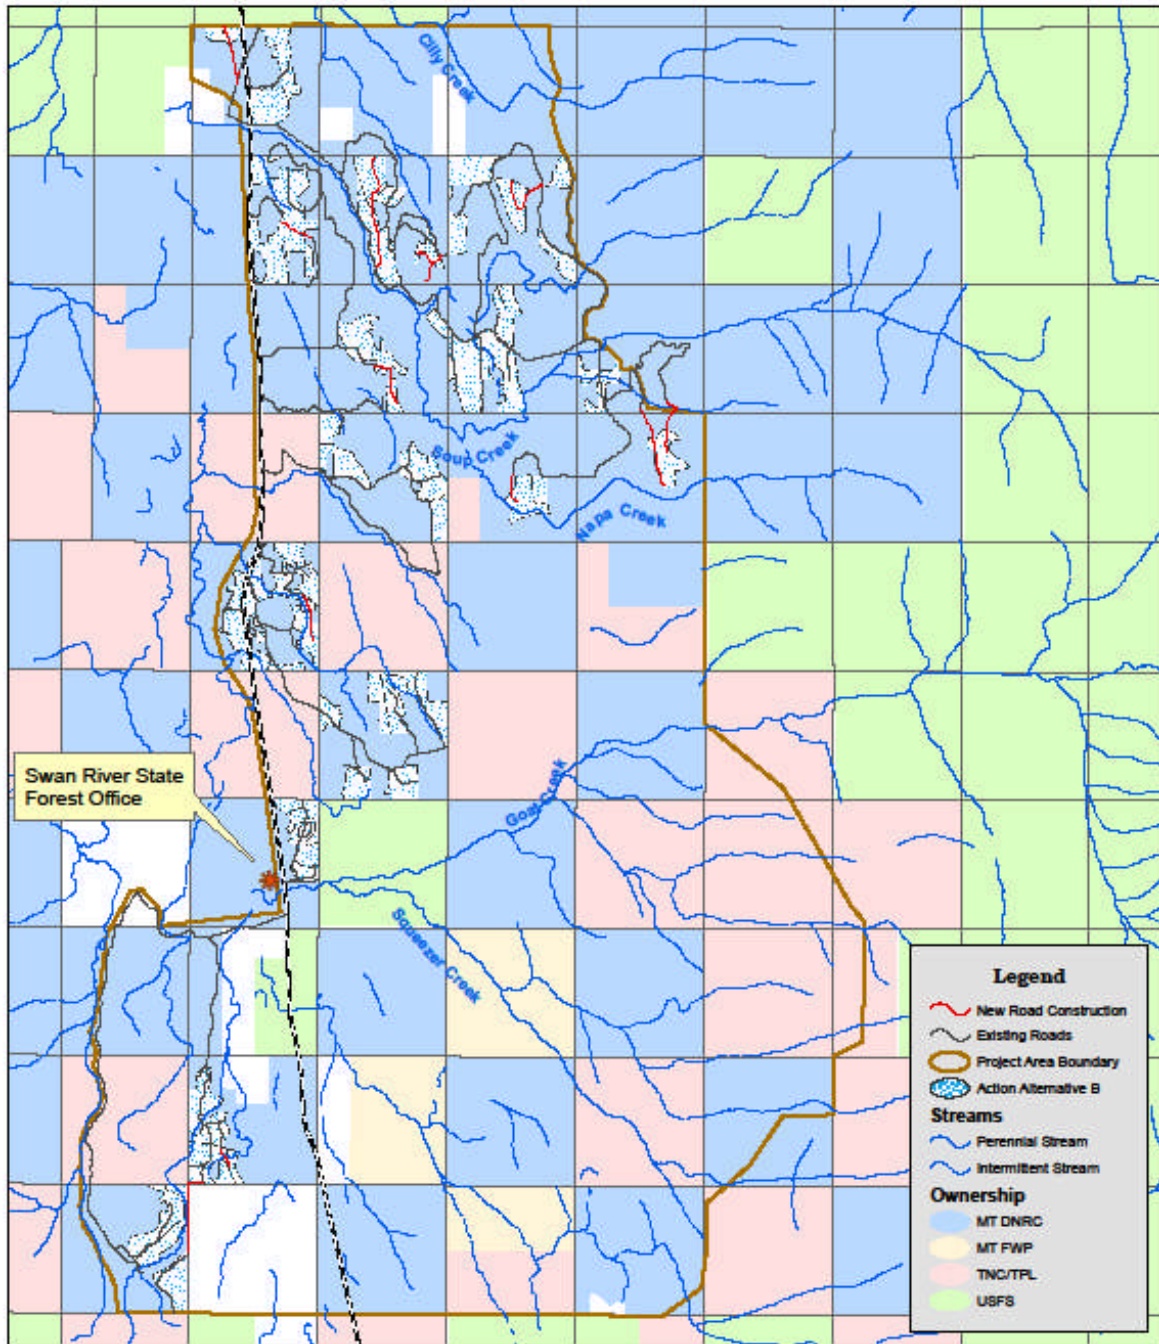 Cilly Creek
Soup Creek
Napa Creek
Swan River State
Forest Office
Goat Creek
Squeezer Creek
Legend
New Road Construction
Existing Roads
Project Area Boundary
Action Alternative B
Streams
Perennial Stream
Intermittent Stream
Ownership
MT DNRC
MT FWP
TNC/TPL
USFS